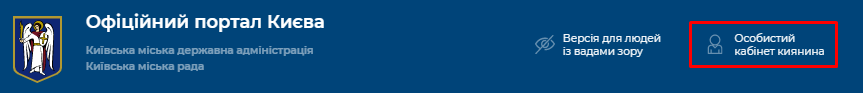 Офіційний портал Києва
Київська міська державна адміністрація
Київська міська рада
Версія для людей
із вадами зору
Особистий
кабінет киянина